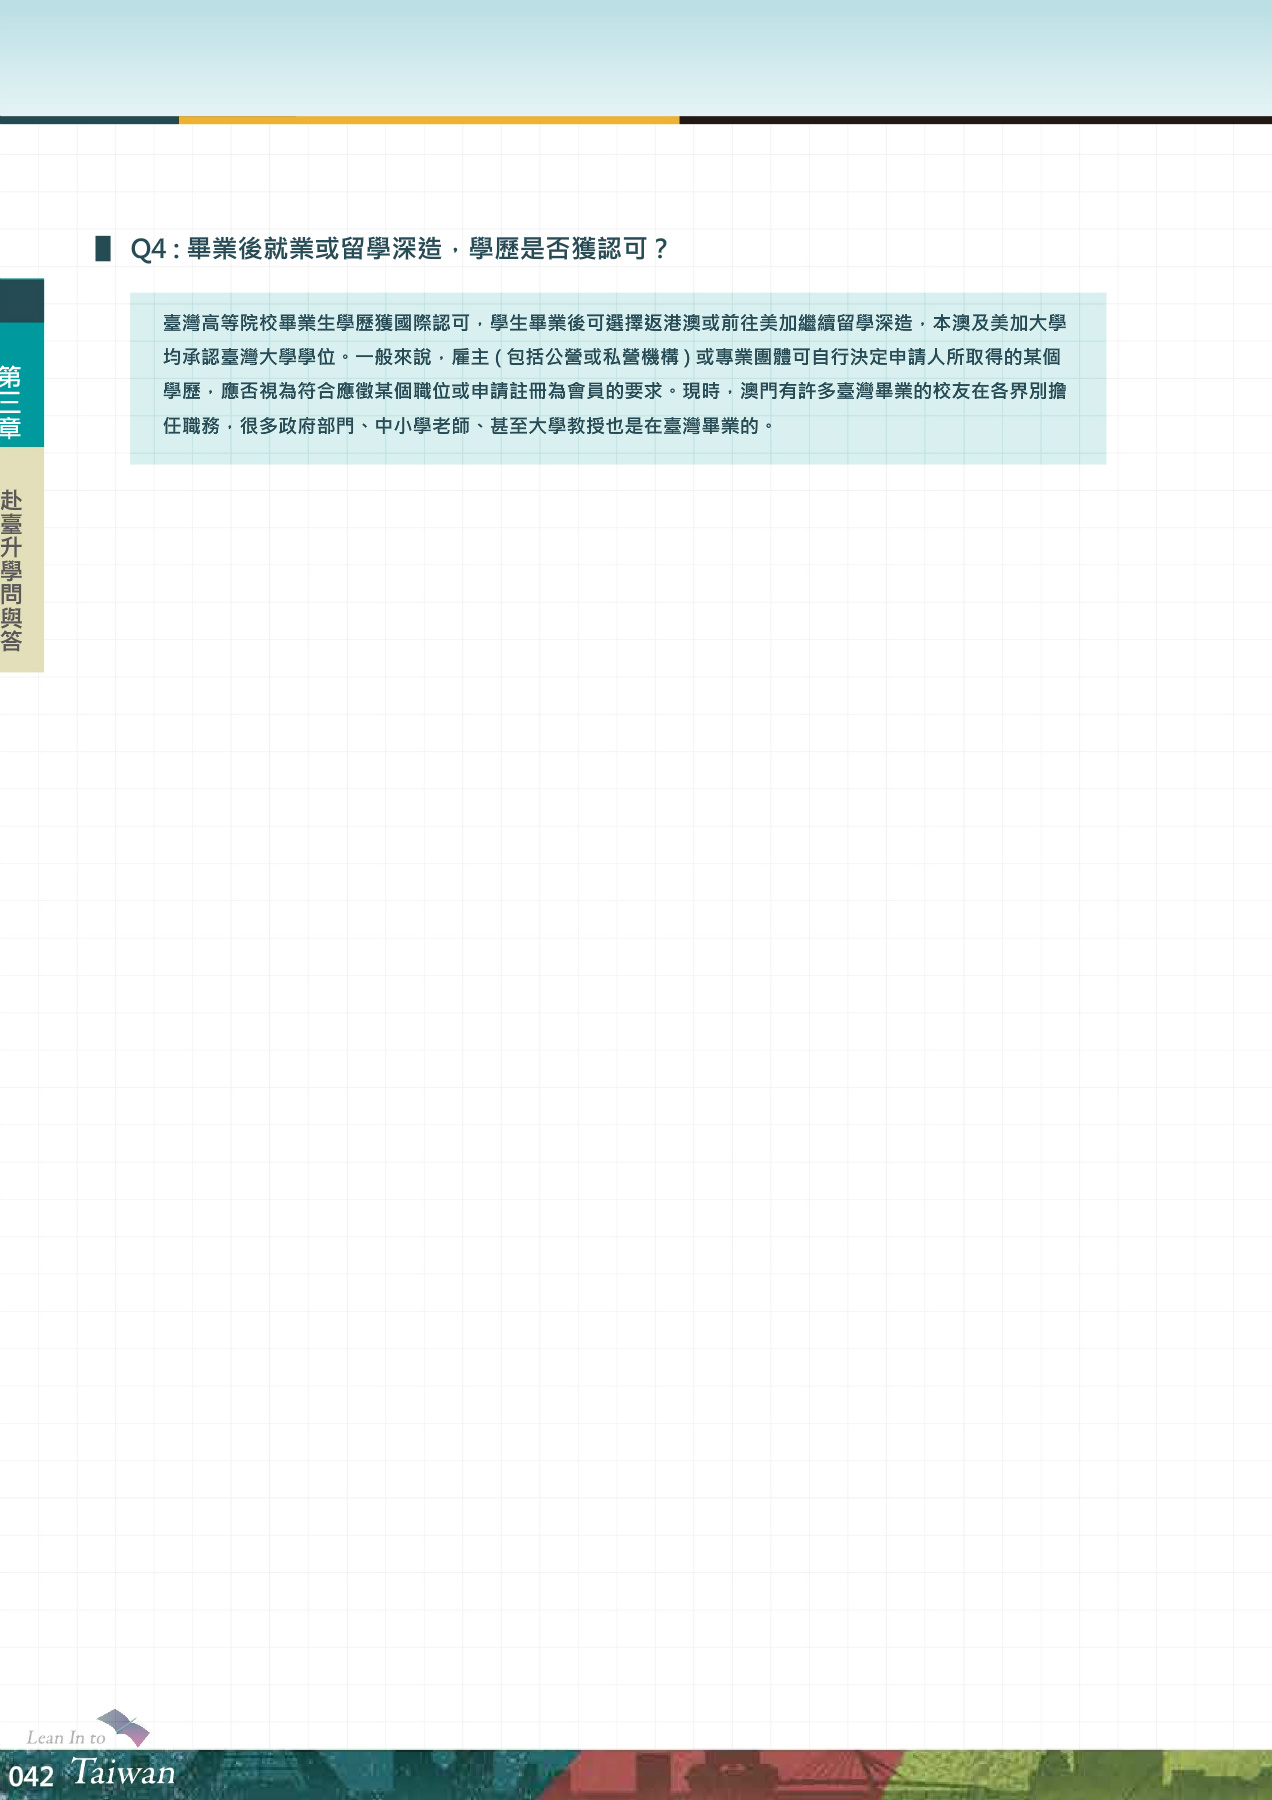 Q4 : 畢業後就業或留學深造，學歷是否獲認可？
臺灣高等院校畢業生學歷獲國際認可，學生畢業後可選擇返港澳或前往美加繼續留學深造，本澳及美加大學
均承認臺灣大學學位。一般來說，雇主 ( 包括公營或私營機構 ) 或專業團體可自行決定申請人所取得的某個
學歷，應否視為符合應徵某個職位或申請註冊為會員的要求。現時，澳門有許多臺灣畢業的校友在各界別擔
任職務，很多政府部門、中小學老師、甚至大學教授也是在臺灣畢業的。
第三章
赴臺升學問與答
Lean In to
042 Taiwan